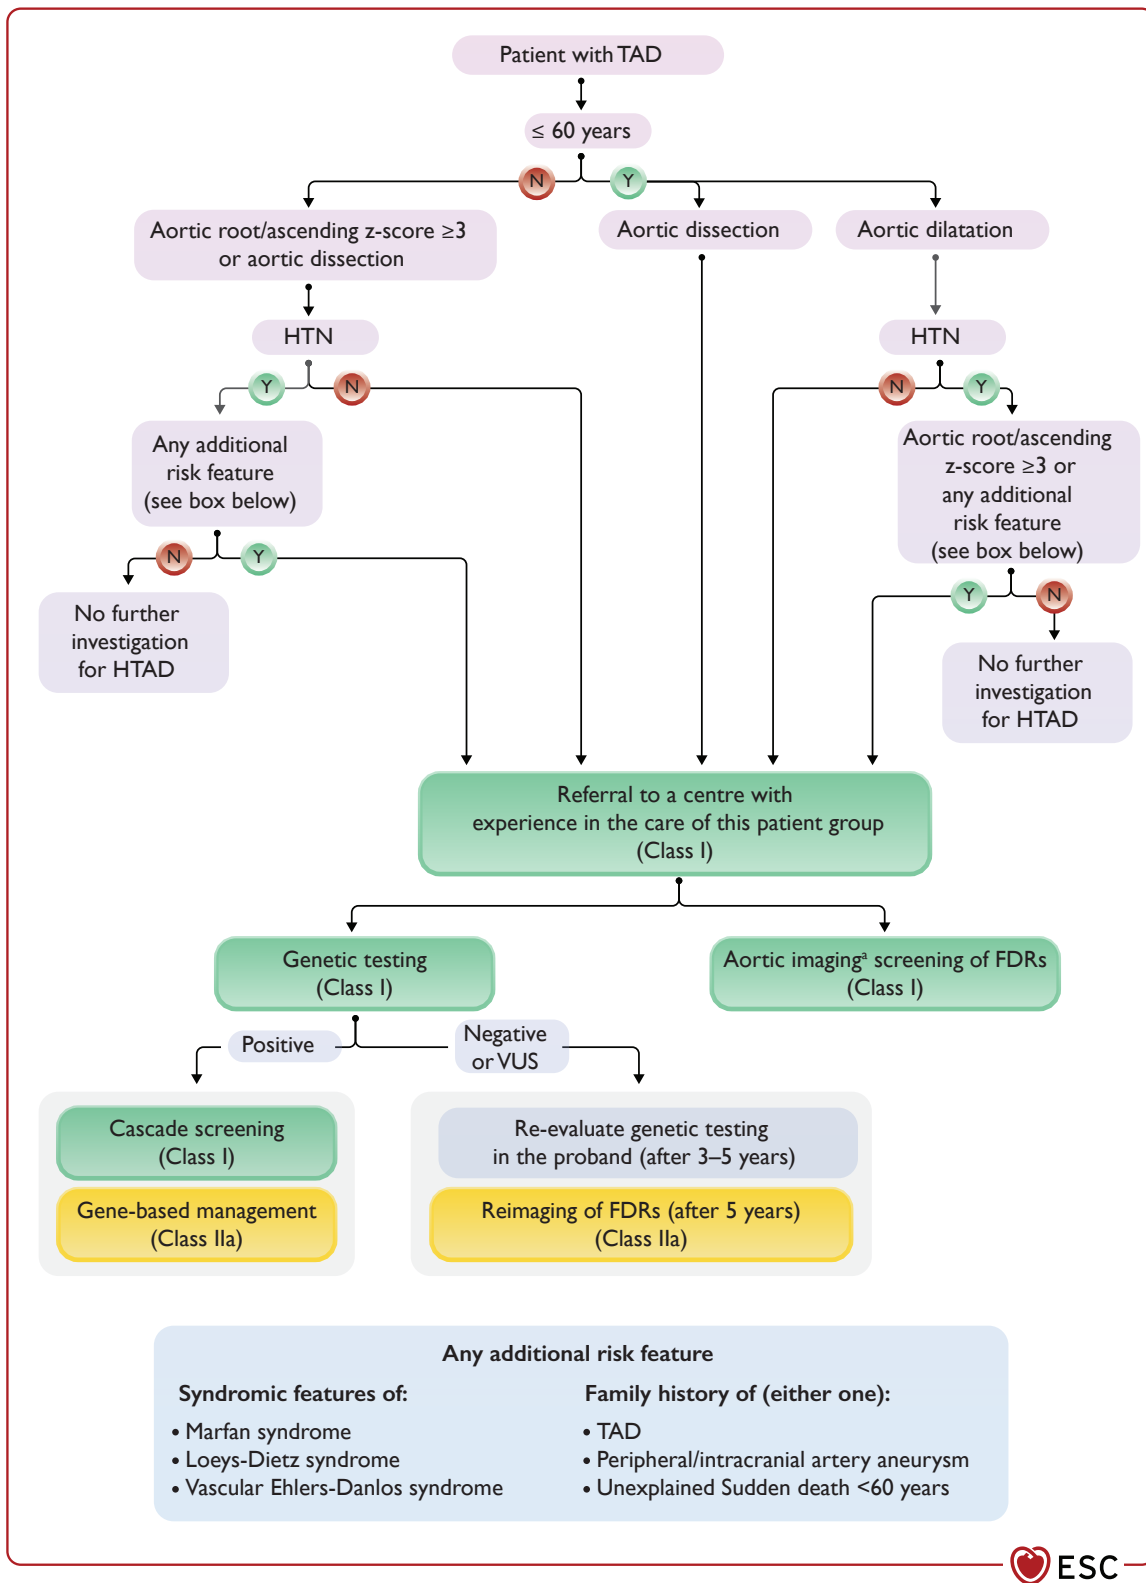 Patient with TAD
≤ 60 years
N
Y
Aortic root/ascending z-score ≥3
or aortic dissection
Aortic dissection
Aortic dilatation
HTN
HTN
Y
N
N
Y
Any additional
risk feature
(see box below)
Aortic root/ascending
z-score ≥3 or
any additional
risk feature
(see box below)
N
Y
Y
N
No further
investigation
for HTAD
No further
investigation
for HTAD
Referral to a centre with
experience in the care of this patient group
(Class I)
Genetic testing
(Class I)
Aortic imagingᵃ screening of FDRs
(Class I)
Positive
Negative
or VUS
Cascade screening
(Class I)
Gene-based management
(Class IIa)
Re-evaluate genetic testing
in the proband (after 3–5 years)
Reimaging of FDRs (after 5 years)
(Class IIa)
Any additional risk feature
Syndromic features of:
• Marfan syndrome
• Loeys-Dietz syndrome
• Vascular Ehlers-Danlos syndrome
Family history of (either one):
• TAD
• Peripheral/intracranial artery aneurysm
• Unexplained Sudden death <60 years
ESC